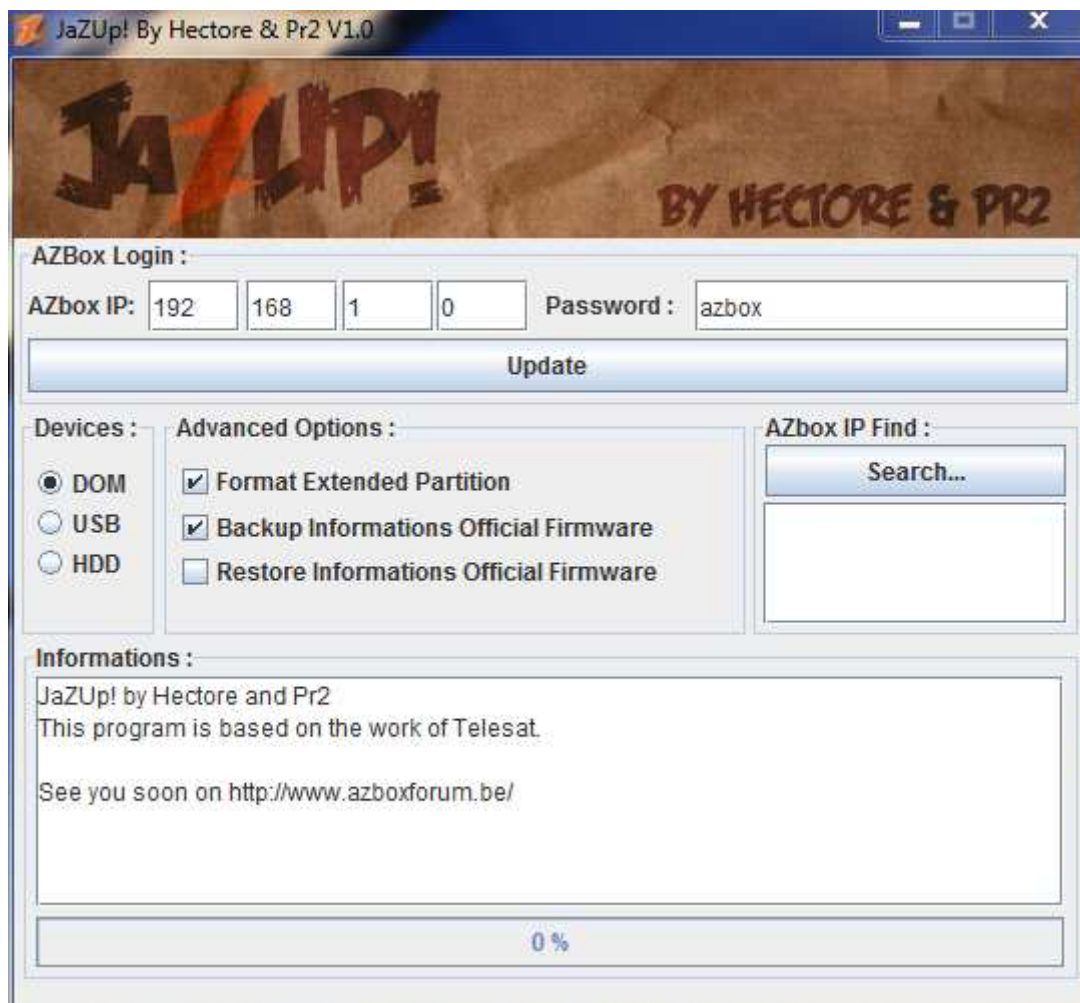 JaZUp! By Hectore & Pr2 V1.0
JAZUP!
BY HECTORE & PR2
AZBox Login :
AZbox IP: 192 168 1 0 Password : azbox
Update
Devices : Advanced Options : AZbox IP Find :
DOM Format Extended Partition Search...
USB Backup Informations Official Firmware
HDD Restore Informations Official Firmware
Informations :
JaZUp! by Hectore and Pr2
This program is based on the work of Telesat.
See you soon on http://www.azboxforum.be/
0 %